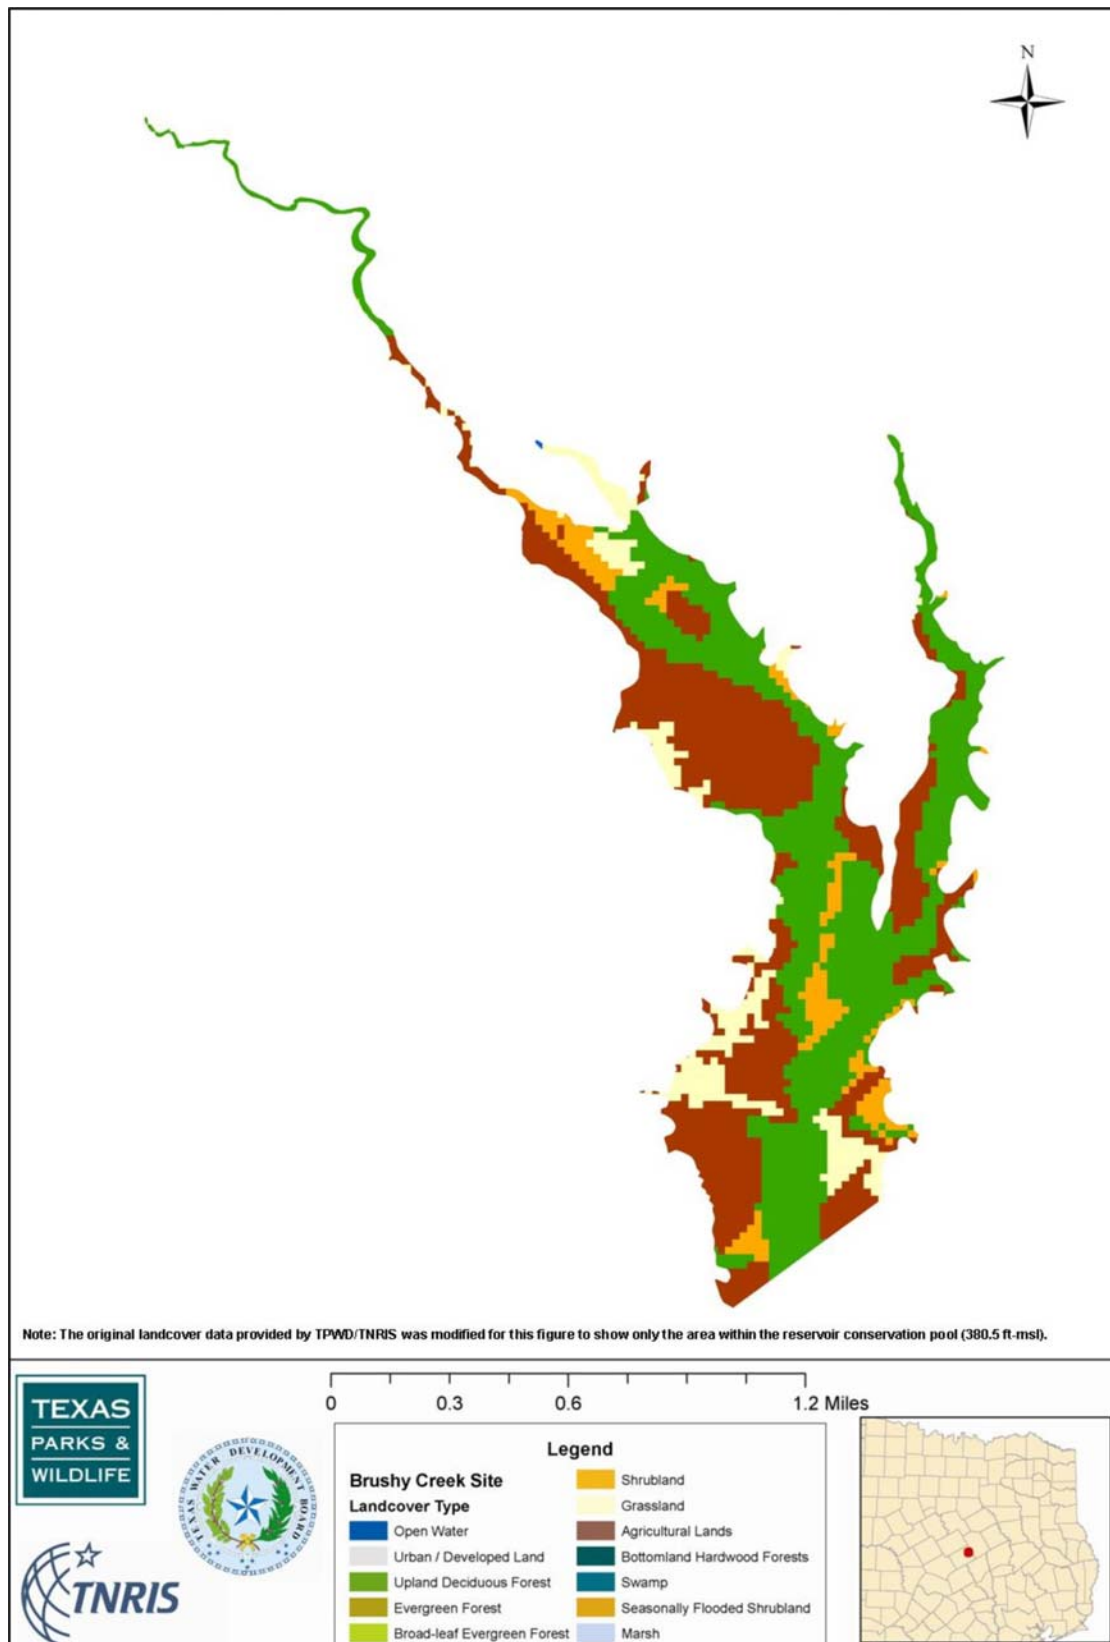 N
Note: The original landcover data provided by TPWD/TNRIS was modified for this figure to show only the area within the reservoir conservation pool (380.5 ft-msl).
0 0.3 0.6 1.2 Miles
TEXAS
PARKS &
WILDLIFE
TEXAS WATER DEVELOPMENT BOARD
TNRIS
Legend
Brushy Creek Site
Landcover Type
Open Water
Urban / Developed Land
Upland Deciduous Forest
Evergreen Forest
Broad-leaf Evergreen Forest
Shrubland
Grassland
Agricultural Lands
Bottomland Hardwood Forests
Swamp
Seasonally Flooded Shrubland
Marsh